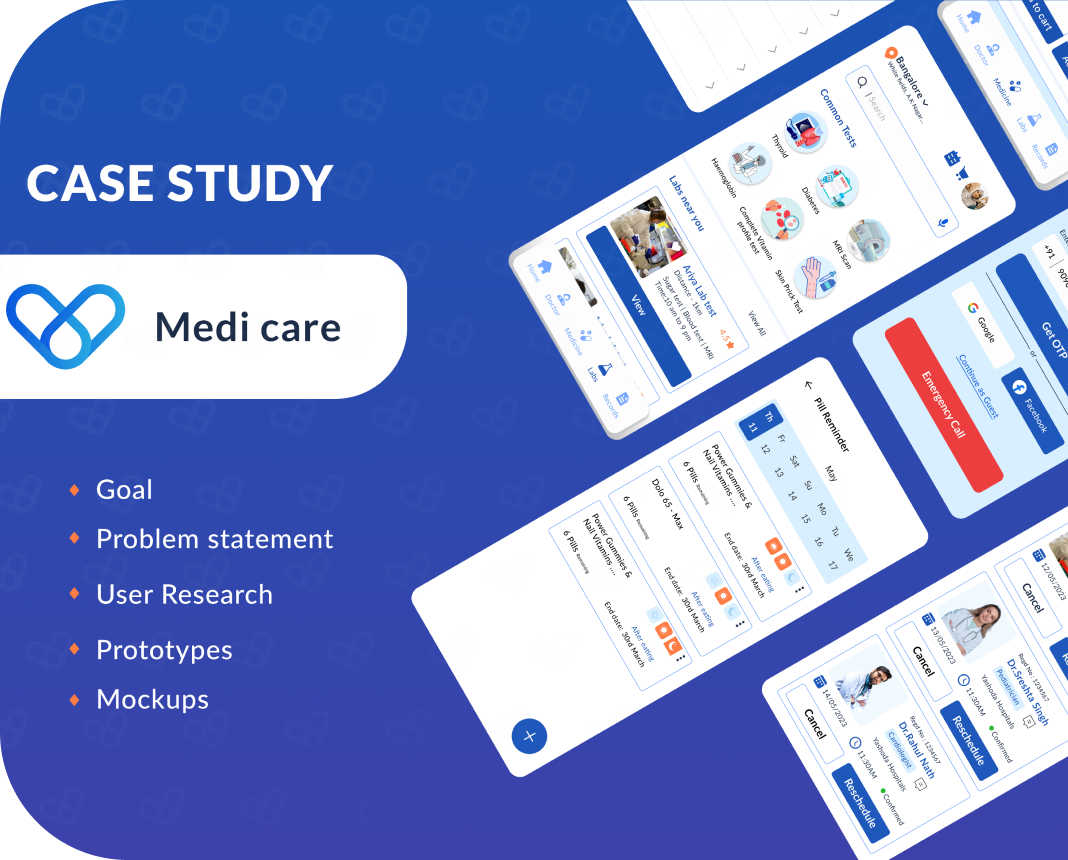 CASE STUDY
Medi care
Goal
Problem statement
User Research
Prototypes
Mockups
Bangalore
White fields, A.K Nagar...
Search
Common Tests
Thyroid
Diabetes
MRI Scan
Haemoglobin
Complete Vitamin
profile test
Skin Prick Test
View All
Labs near you
Ariya Lab test
4.5
Distance - 1km
Sugar test | Blood test | MRI
Time:10 am to 9 pm
View
Home
Doctor
Medicine
Labs
Records
to cart
Home
Doctor
Medicine
Labs
Records
+91
Get OTP
or
Google
Facebook
Continue as Guest
Emergency Call
Pill Reminder
May
Th
Fr
Sat
Su
Mo
Tu
We
11
12
13
14
15
16
17
Power Gummies &
Nail Vitamins ....
6 Pills Remaining
After eating
End date: 30rd March
Dolo 65 - Max
6 Pills Remaining
After eating
End date: 30rd March
Power Gummies &
Nail Vitamins ....
6 Pills Remaining
After eating
End date: 30rd March
12/05/2023
Cancel
Regd No : 1234567
Dr.Sreshta Singh
Pediatrician
Yashoda Hospitals
13/05/2023
11:30AM
Confirmed
Cancel
Reschedule
Regd No : 1234567
Dr.Rahul Nath
Cardiologist
Yashoda Hospitals
14/05/2023
11:30AM
Confirmed
Cancel
Reschedule